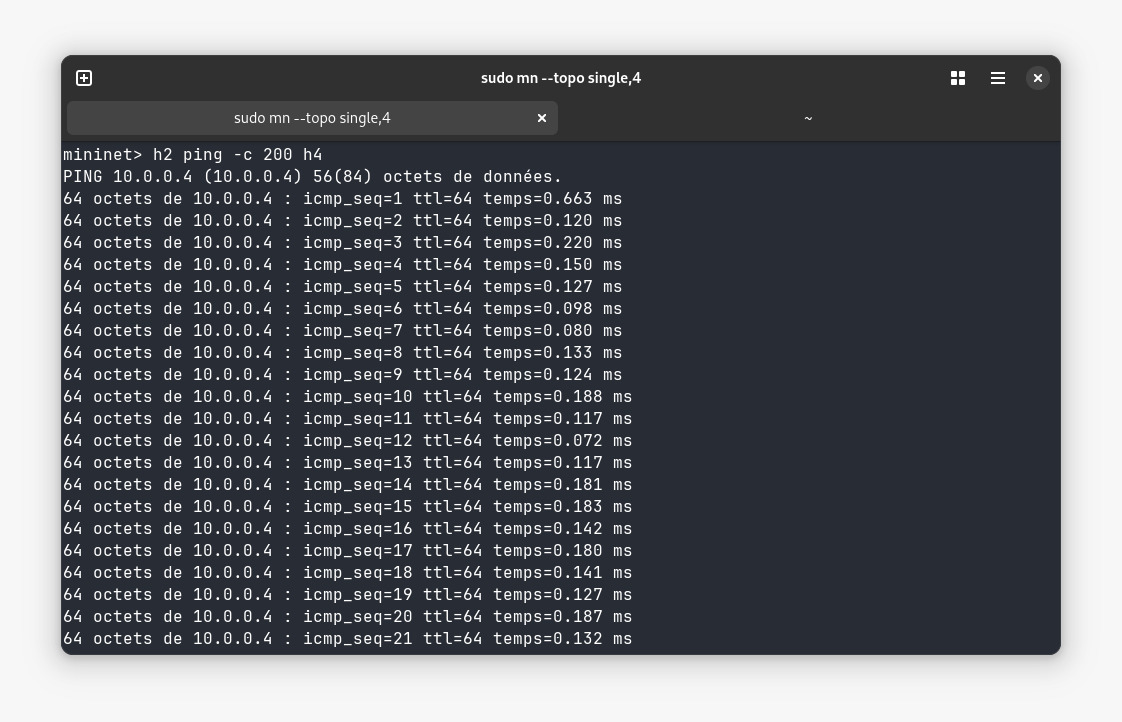 sudo mn --topo single,4
sudo mn --topo single,4
~
mininet> h2 ping -c 200 h4
PING 10.0.0.4 (10.0.0.4) 56(84) octets de données.
64 octets de 10.0.0.4 : icmp_seq=1 ttl=64 temps=0.663 ms
64 octets de 10.0.0.4 : icmp_seq=2 ttl=64 temps=0.120 ms
64 octets de 10.0.0.4 : icmp_seq=3 ttl=64 temps=0.220 ms
64 octets de 10.0.0.4 : icmp_seq=4 ttl=64 temps=0.150 ms
64 octets de 10.0.0.4 : icmp_seq=5 ttl=64 temps=0.127 ms
64 octets de 10.0.0.4 : icmp_seq=6 ttl=64 temps=0.098 ms
64 octets de 10.0.0.4 : icmp_seq=7 ttl=64 temps=0.080 ms
64 octets de 10.0.0.4 : icmp_seq=8 ttl=64 temps=0.133 ms
64 octets de 10.0.0.4 : icmp_seq=9 ttl=64 temps=0.124 ms
64 octets de 10.0.0.4 : icmp_seq=10 ttl=64 temps=0.188 ms
64 octets de 10.0.0.4 : icmp_seq=11 ttl=64 temps=0.117 ms
64 octets de 10.0.0.4 : icmp_seq=12 ttl=64 temps=0.072 ms
64 octets de 10.0.0.4 : icmp_seq=13 ttl=64 temps=0.117 ms
64 octets de 10.0.0.4 : icmp_seq=14 ttl=64 temps=0.181 ms
64 octets de 10.0.0.4 : icmp_seq=15 ttl=64 temps=0.183 ms
64 octets de 10.0.0.4 : icmp_seq=16 ttl=64 temps=0.142 ms
64 octets de 10.0.0.4 : icmp_seq=17 ttl=64 temps=0.180 ms
64 octets de 10.0.0.4 : icmp_seq=18 ttl=64 temps=0.141 ms
64 octets de 10.0.0.4 : icmp_seq=19 ttl=64 temps=0.127 ms
64 octets de 10.0.0.4 : icmp_seq=20 ttl=64 temps=0.187 ms
64 octets de 10.0.0.4 : icmp_seq=21 ttl=64 temps=0.132 ms